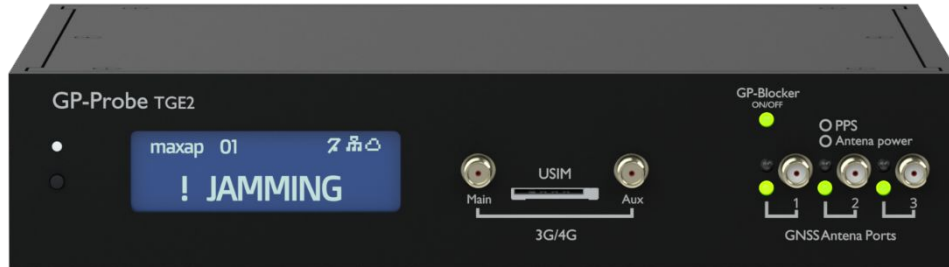 GP-Probe TGE2
maxap 01
! JAMMING
Main
USIM
Aux
3G/4G
GP-Blocker
ON/OFF
PPS
Antena power
1 2 3
GNSS Antena Ports